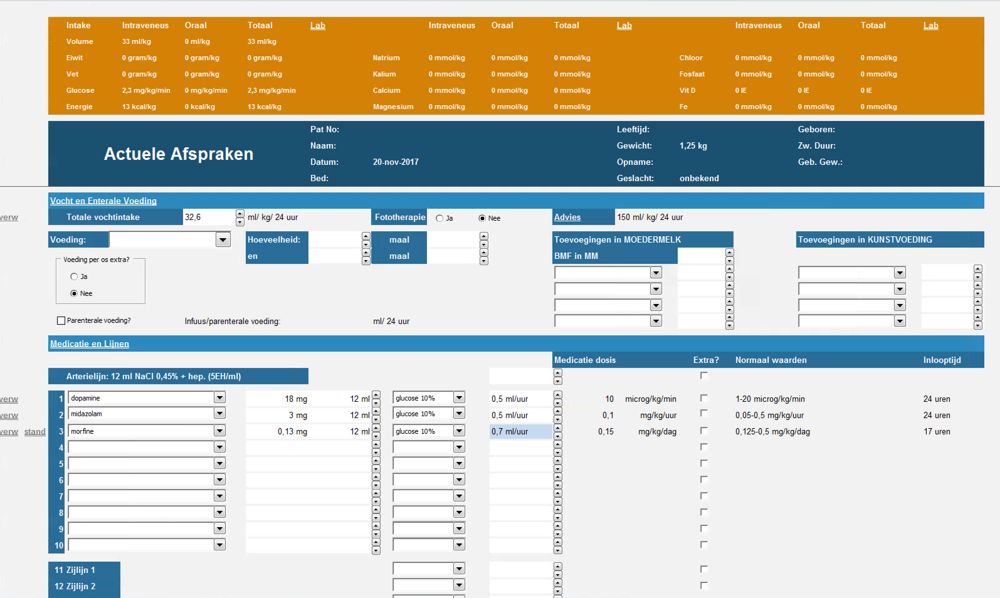 Intake Intraveneus Oraal Totaal Lab Intraveneus Oraal Totaal Lab Intraveneus Oraal Totaal Lab
Volume 33 ml/kg 0 ml/kg 33 ml/kg
Eiwit 0 gram/kg 0 gram/kg 0 gram/kg Natrium 0 mmol/kg 0 mmol/kg 0 mmol/kg Chloor 0 mmol/kg 0 mmol/kg 0 mmol/kg
Vet 0 gram/kg 0 gram/kg 0 gram/kg Kalium 0 mmol/kg 0 mmol/kg 0 mmol/kg Fosfaat 0 mmol/kg 0 mmol/kg 0 mmol/kg
Glucose 2,3 mg/kg/min 0 mg/kg/min 2,3 mg/kg/min Calcium 0 mmol/kg 0 mmol/kg 0 mmol/kg Vit D 0 IE 0 IE 0 IE
Energie 13 kcal/kg 0 kcal/kg 13 kcal/kg Magnesium 0 mmol/kg 0 mmol/kg 0 mmol/kg Fe 0 mmol/kg 0 mmol/kg 0 mmol/kg
Actuele Afspraken
Pat No: Leeftijd: Geboren:
Naam: Gewicht: 1,25 kg Zw. Duur:
Datum: 20-nov-2017 Opname: Geb. Gew.:
Bed: Geslacht: onbekend
Vocht en Enterale Voeding
verw Totale vochtintake 32,6 ml/ kg/ 24 uur Fototherapie Ja Nee Advies 150 ml/ kg/ 24 uur
Voeding: Hoeveelheid: maal Toevoegingen in MOEDERMELK Toevoegingen in KUNSTVOEDING
en maal BMF in MM
Voeding per os extra?
Ja
Nee
Parenterale voeding? Infuus/parenterale voeding: ml/ 24 uur
Medicatie en Lijnen
Medicatie dosis Extra? Normaal waarden Inlooptijd
Arterielijn: 12 ml NaCl 0,45% + hep. (5EH/ml)
verw 1 dopamine 18 mg 12 ml glucose 10% 0,5 ml/uur 10 microg/kg/min 1-20 microg/kg/min 24 uren
verw 2 midazolam 3 mg 12 ml glucose 10% 0,5 ml/uur 0,1 mg/kg/uur 0,05-0,5 mg/kg/uur 24 uren
verw stand 3 morfine 0,13 mg 12 ml glucose 10% 0,7 ml/uur 0,15 mg/kg/dag 0,125-0,5 mg/kg/dag 17 uren
4
5
6
7
8
9
10
11 Zijlijn 1
12 Zijlijn 2